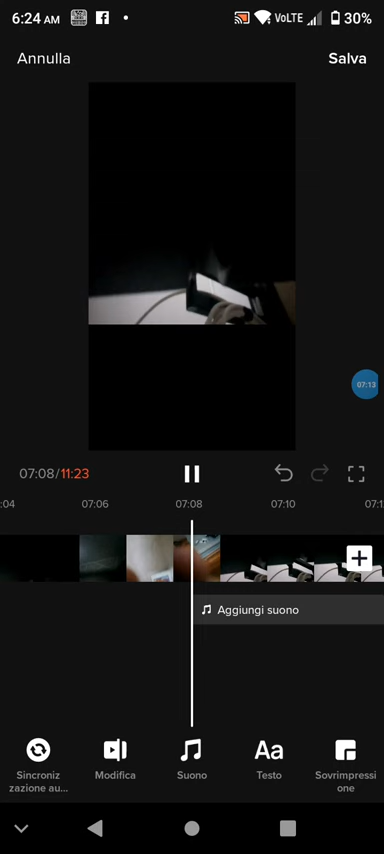 6:24 AM VoLTE 30%
Annulla Salva
07:13
07:08/11:23
:04 07:06 07:08 07:10 07:1
Aggiungi suono
Sincroniz
zazione au...
Modifica
Suono
Testo
Sovrimpressi
one